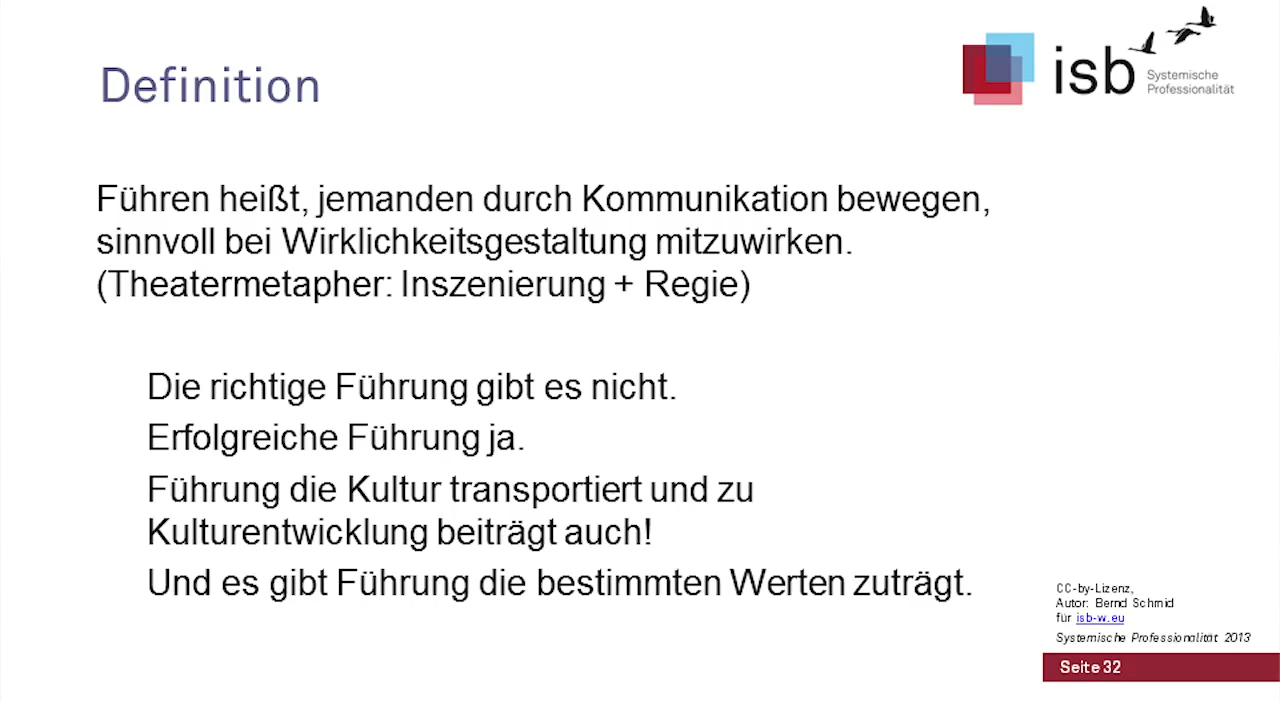 Definition
isb
Systemische
Professionalität
Führen heißt, jemanden durch Kommunikation bewegen,
sinnvoll bei Wirklichkeitsgestaltung mitzuwirken.
(Theatermetapher: Inszenierung + Regie)
Die richtige Führung gibt es nicht.
Erfolgreiche Führung ja.
Führung die Kultur transportiert und zu
Kulturentwicklung beiträgt auch!
Und es gibt Führung die bestimmten Werten zuträgt.
CC-by-Lizenz,
Autor: Bernd Schmid
für isb-w.eu
Systemische Professionalität 2013
Seite 32